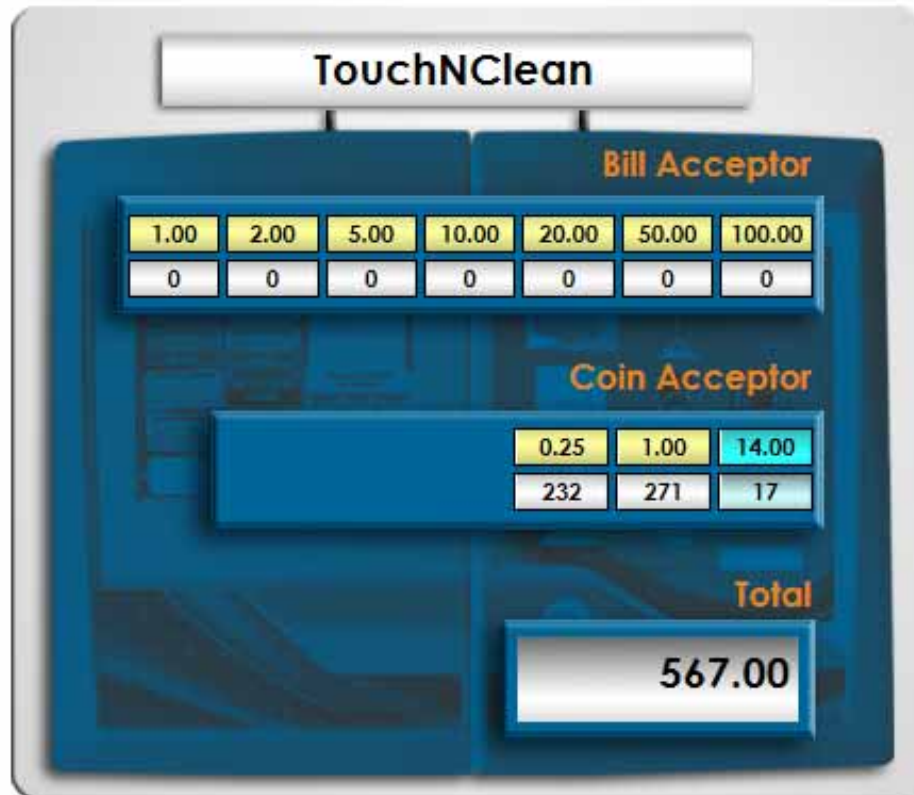 TouchNClean
Bill Acceptor
1.00 2.00 5.00 10.00 20.00 50.00 100.00
0 0 0 0 0 0 0
Coin Acceptor
0.25 1.00 14.00
232 271 17
Total
567.00